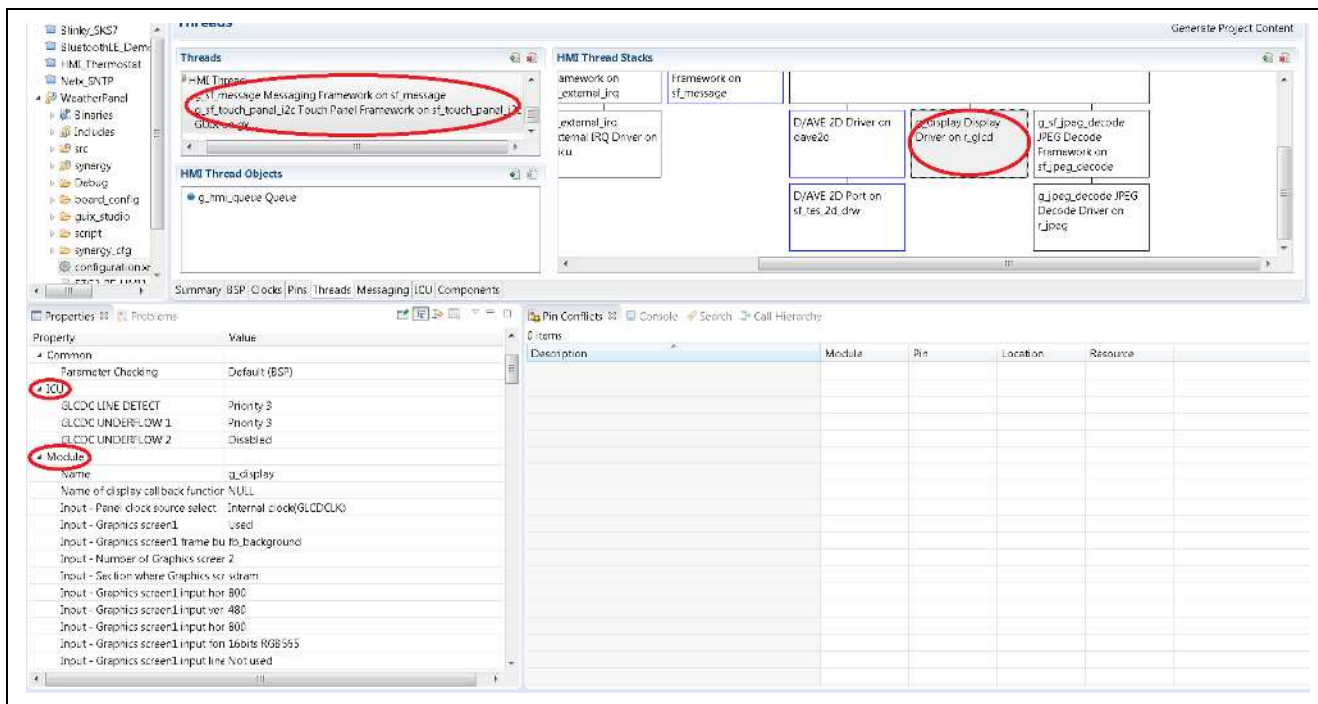 Blinky_SKS7
BluetoothLE_Dem
HMI_Thermostat
Netx_SNTP
WeatherPanel
Binaries
Includes
src
synergy
Debug
board_config
guix_studio
script
synergy_cfg
configuration.xr
Threads
Generate Project Content
Threads
HMI Thread
g_sf_message Messaging Framework on sf_message
g_sf_touch_panel_i2c Touch Panel Framework on sf_touch_panel_i2c
HMI Thread Objects
g_hmi_queue Queue
HMI Thread Stacks
amework on
_external_irq
Framework on
sf_message
_external_irq
ternal IRQ Driver on
icu
D/AVE 2D Driver on
dave2d
g_display Display
Driver on r_glcd
g_sf_jpeg_decode
JPEG Decode
Framework on
sf_jpeg_decode
D/AVE 2D Port on
sf_tes_2d_drw
g_jpeg_decode JPEG
Decode Driver on
r_jpeg
Summary BSP Clocks Pins Threads Messaging ICU Components
Properties Problems
Property Value
Common
Parameter Checking Default (BSP)
ICU
GLCDC LINE DETECT Priority 3
GLCDC UNDERFLOW 1 Priority 3
GLCDC UNDERFLOW 2 Disabled
Module
Name g_display
Name of display callback function NULL
Input - Panel clock source select Internal clock(GLCDCLK)
Input - Graphics screen1 Used
Input - Graphics screen1 frame bu fb_background
Input - Number of Graphics screer 2
Input - Section where Graphics scr sdram
Input - Graphics screen1 input hor 800
Input - Graphics screen1 input ver 480
Input - Graphics screen1 input hor 800
Input - Graphics screen1 input forr 16bits RGB565
Input - Graphics screen1 input line Not used
Pin Conflicts Console Search Call Hierarchy
0 items
Description Module Pin Location Resource